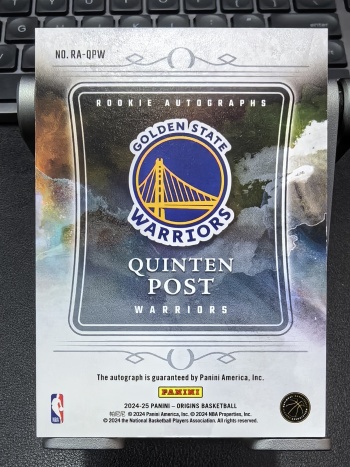 NO. RA-QPW
ROOKIE AUTOGRAPHS
GOLDEN STATE
WARRIORS
QUINTEN
POST
WARRIORS
The autograph is guaranteed by Panini America, Inc.
PANINI
2024-25 PANINI – ORIGINS BASKETBALL
© 2024 Panini America, Inc. © 2024 NBA Properties, Inc.
© 2024 the National Basketball Players Association. All rights reserved.